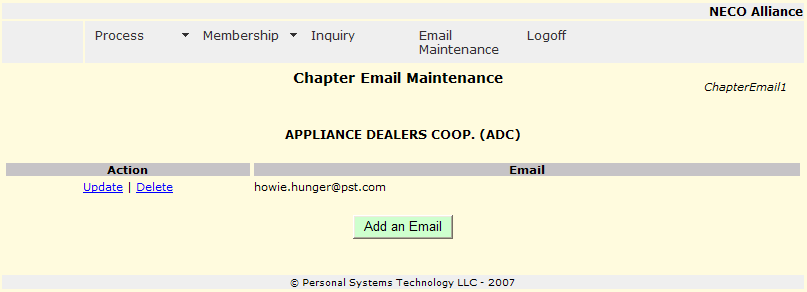 NECO Alliance
Process Membership Inquiry Email Maintenance Logoff
Chapter Email Maintenance
ChapterEmail1
APPLIANCE DEALERS COOP. (ADC)
Action Email
Update | Delete howie.hunger@pst.com
Add an Email
© Personal Systems Technology LLC - 2007